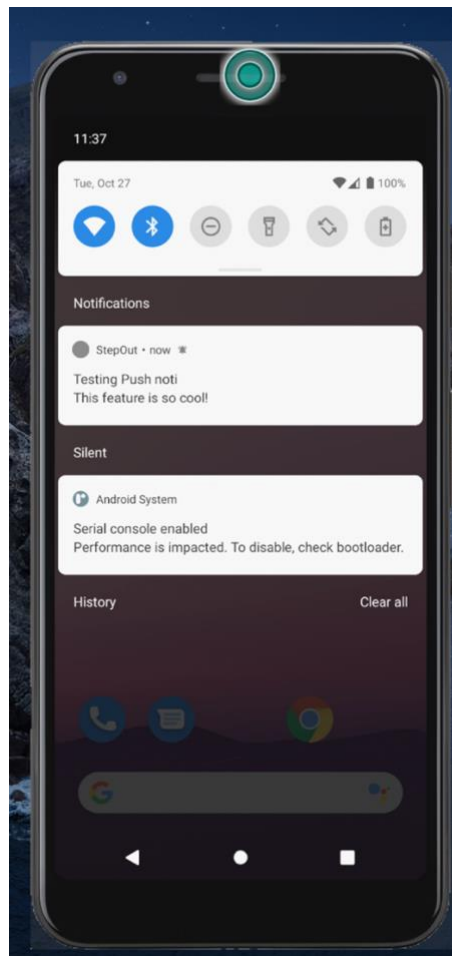 11:37
Tue, Oct 27 100%
Notifications
StepOut • now
Testing Push noti
This feature is so cool!
Silent
Android System
Serial console enabled
Performance is impacted. To disable, check bootloader.
History Clear all